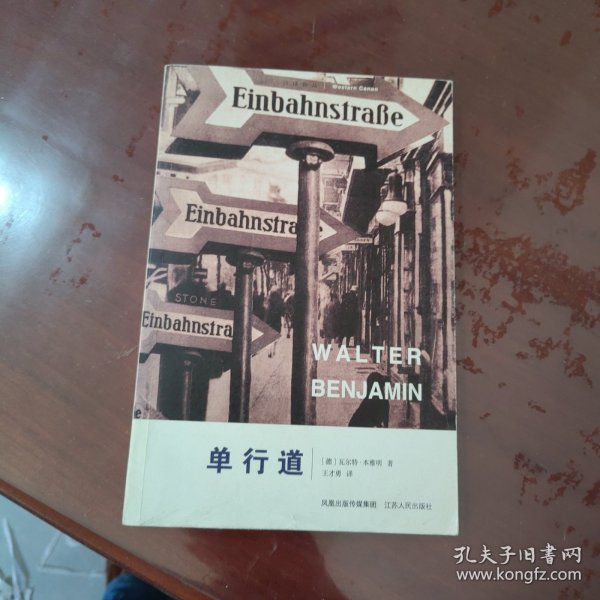 Western Canon
Einbahnstraße
Einbahnstraße
STONE
Einbahnstra
WALTER
BENJAMIN
单行道
[德] 瓦尔特·本雅明 著
王才勇 译
凤凰出版传媒集团 江苏人民出版社
孔夫子旧书网
www.kongfz.com